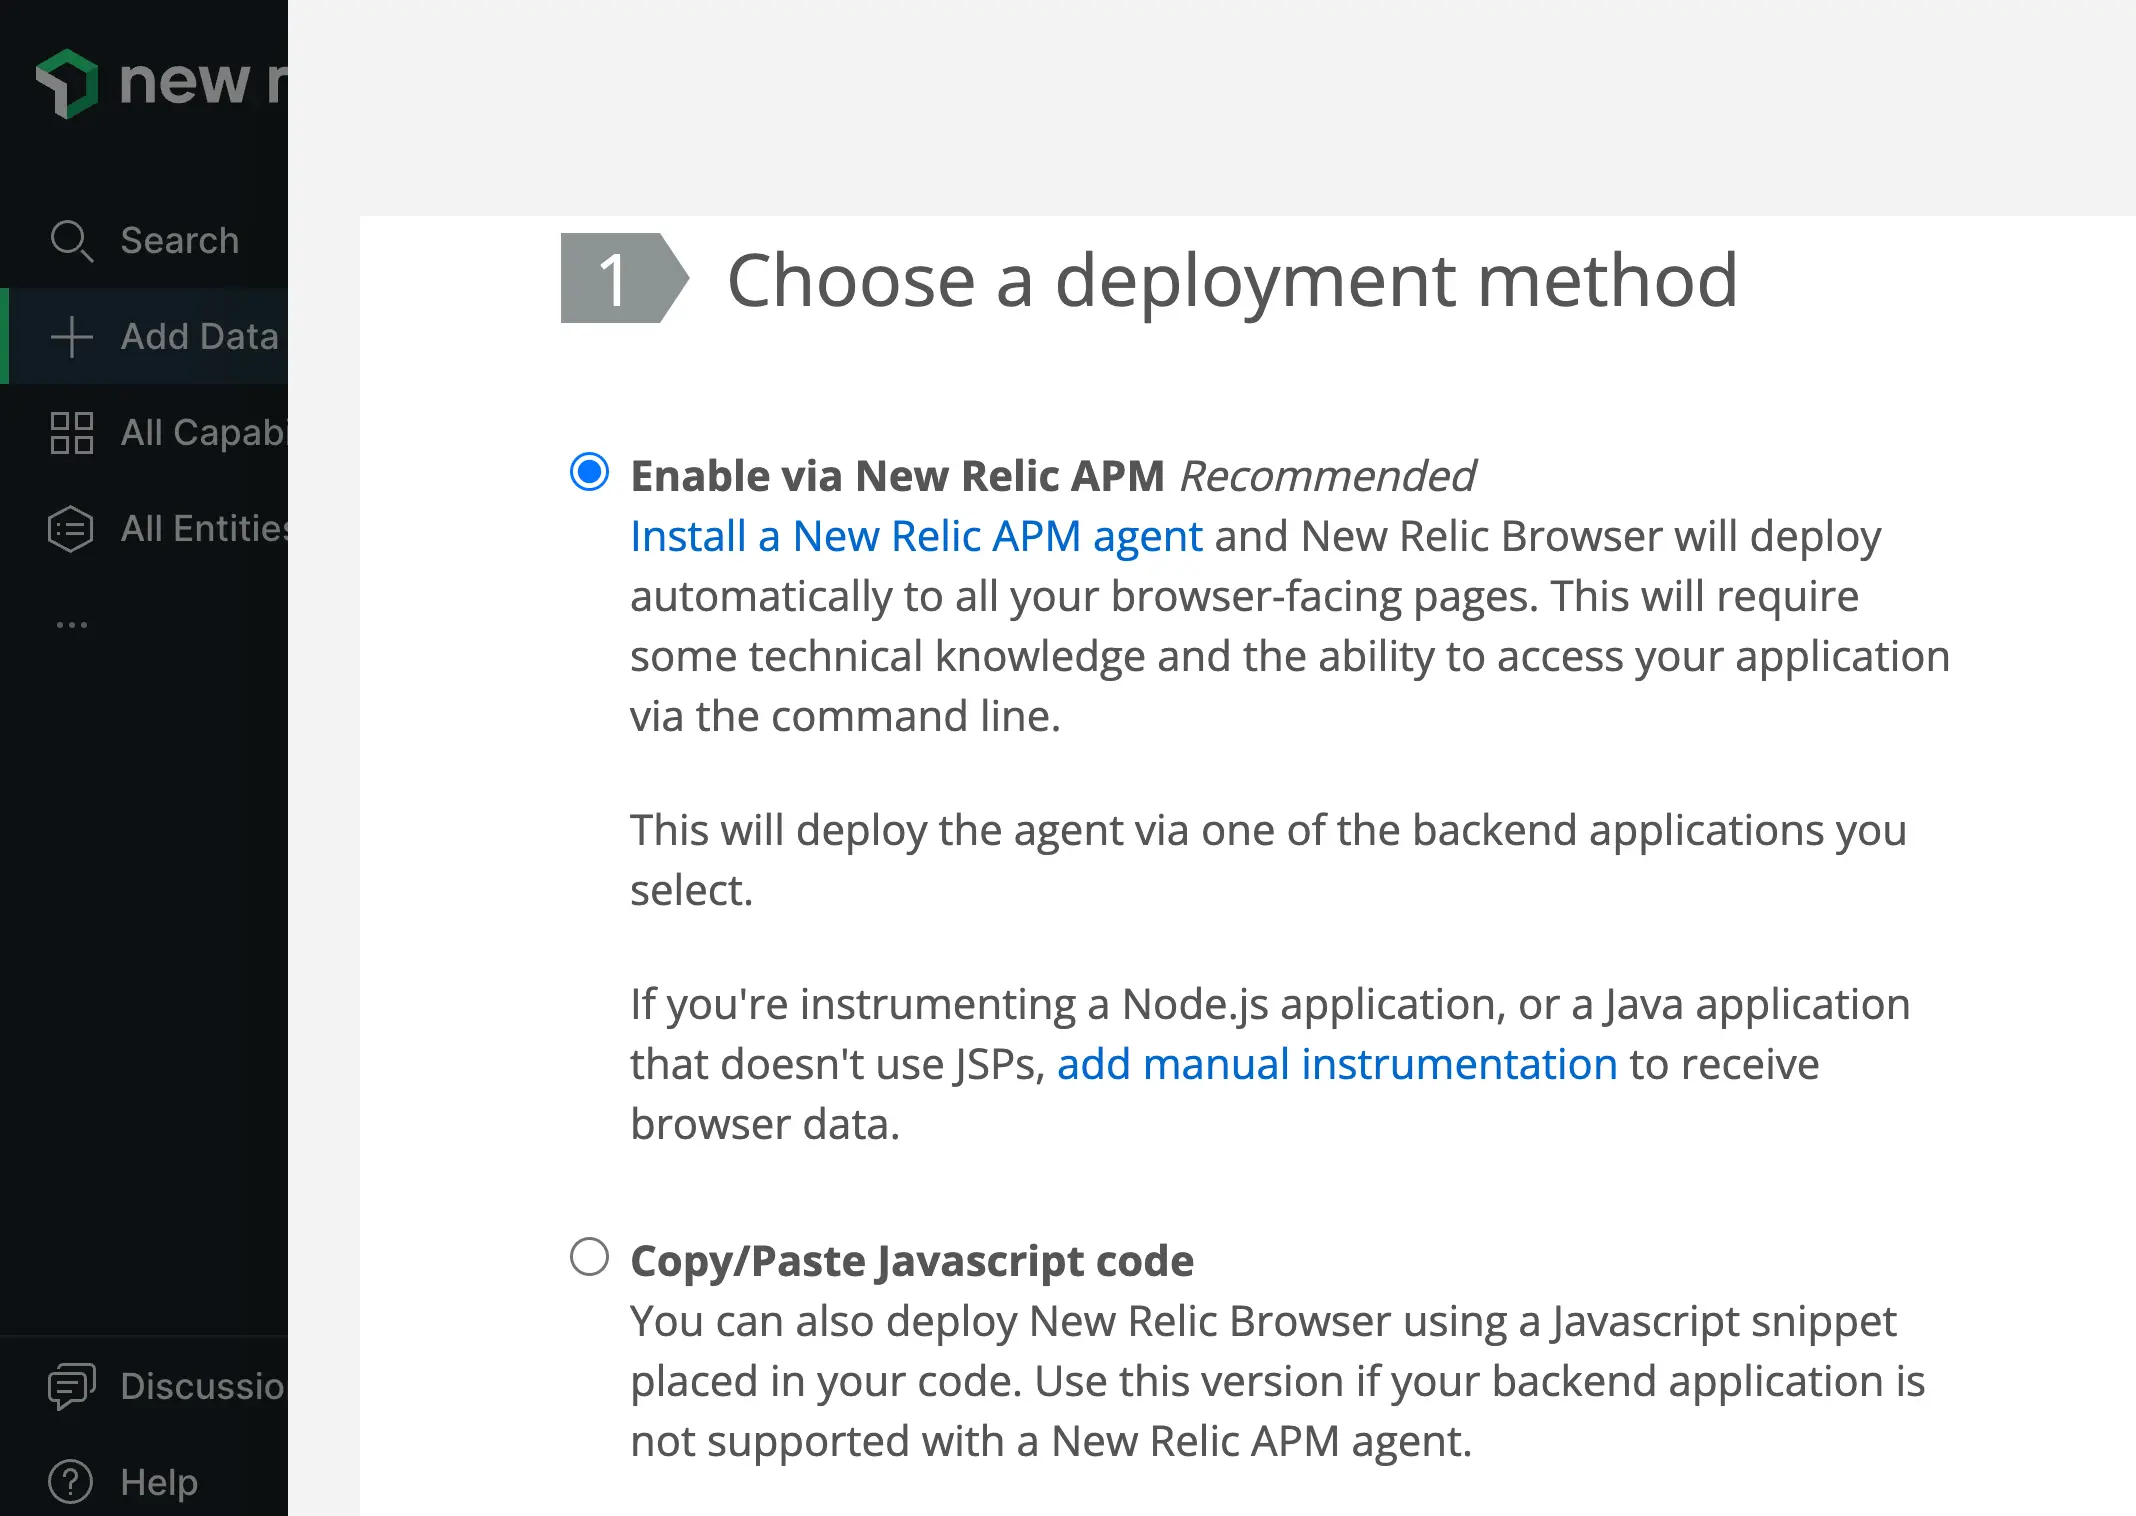 new r
Search
Add Data
All Capabi
All Entities
...
Discussio
Help
1 Choose a deployment method
Enable via New Relic APM Recommended
Install a New Relic APM agent and New Relic Browser will deploy
automatically to all your browser-facing pages. This will require
some technical knowledge and the ability to access your application
via the command line.
This will deploy the agent via one of the backend applications you
select.
If you're instrumenting a Node.js application, or a Java application
that doesn't use JSPs, add manual instrumentation to receive
browser data.
Copy/Paste Javascript code
You can also deploy New Relic Browser using a Javascript snippet
placed in your code. Use this version if your backend application is
not supported with a New Relic APM agent.